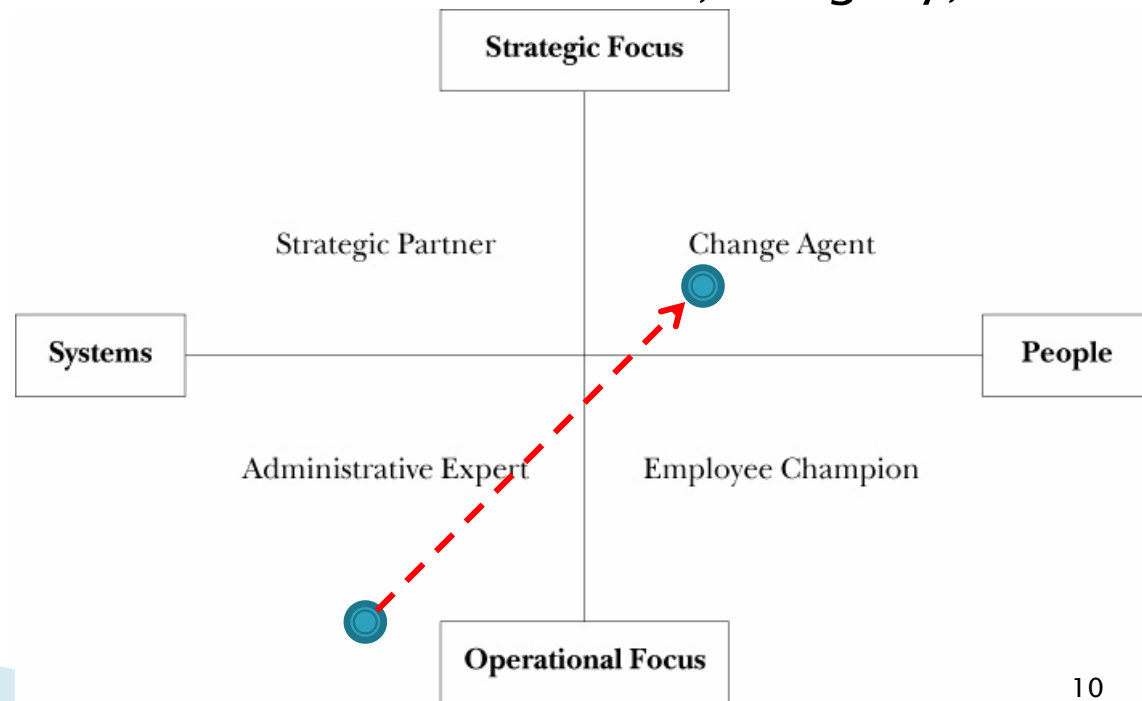 Strategic Focus
Strategic Partner
Change Agent
Systems
People
Administrative Expert
Employee Champion
Operational Focus
10